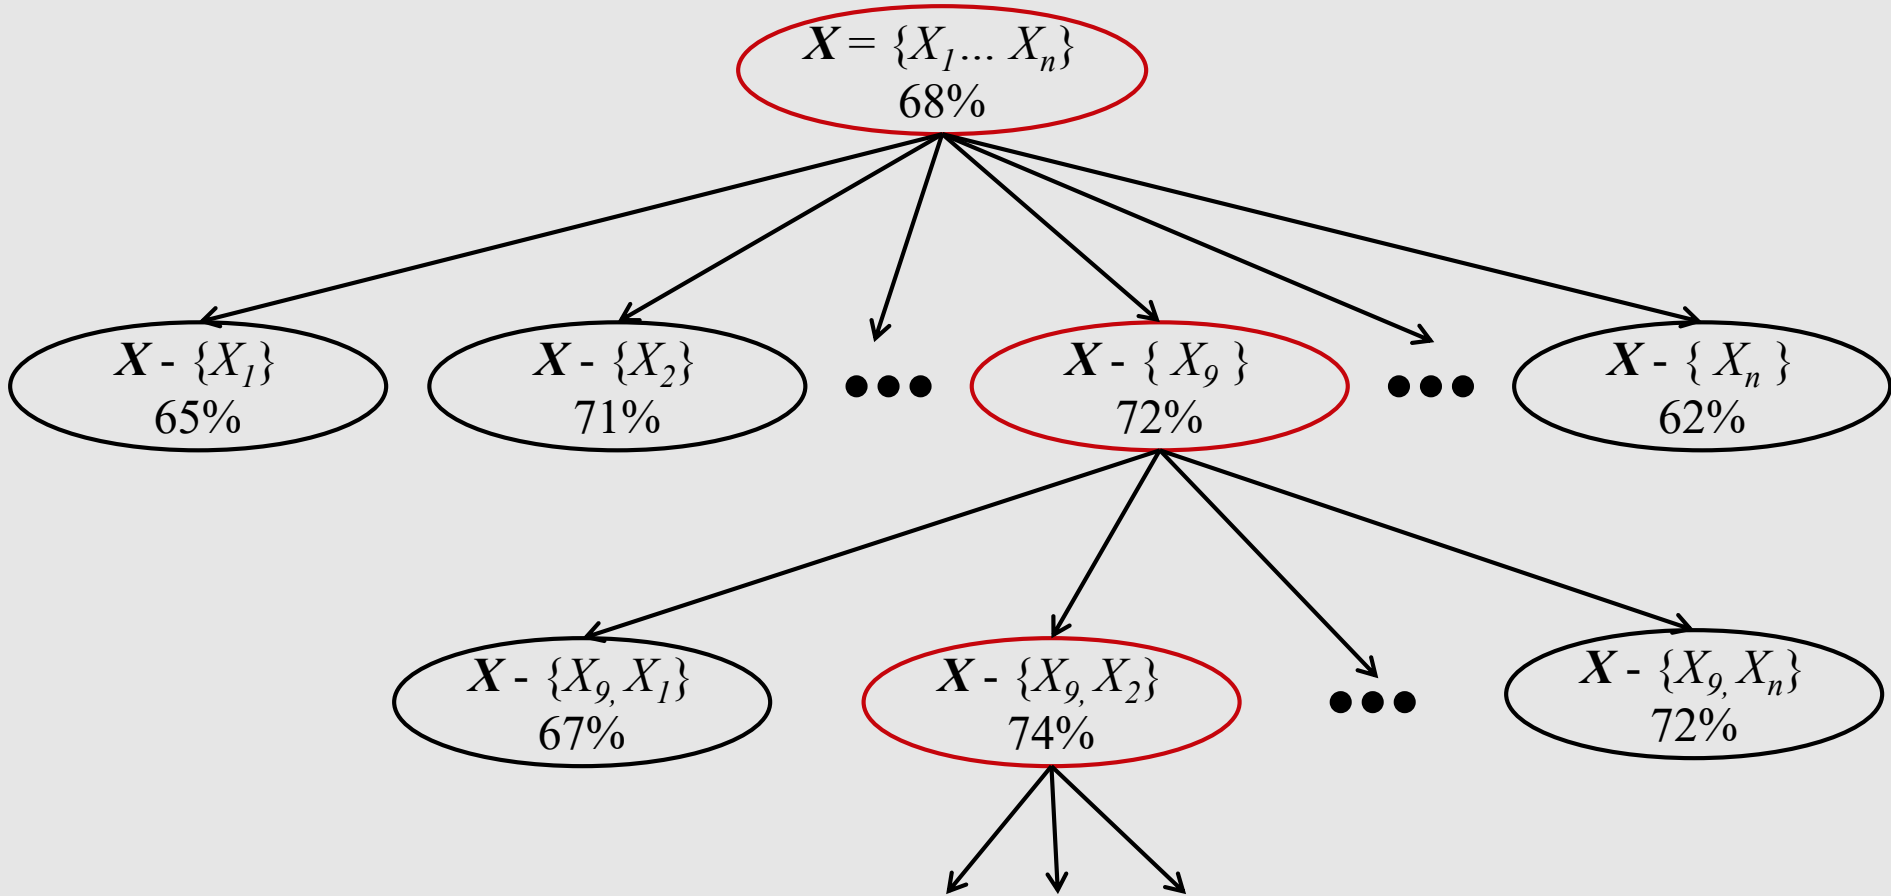 X = {X1... Xn}
68%
X - {X1}
65%
X - {X2}
71%
X - { X9 }
72%
X - { Xn }
62%
X - {X9, X1}
67%
X - {X9, X2}
74%
X - {X9, Xn}
72%